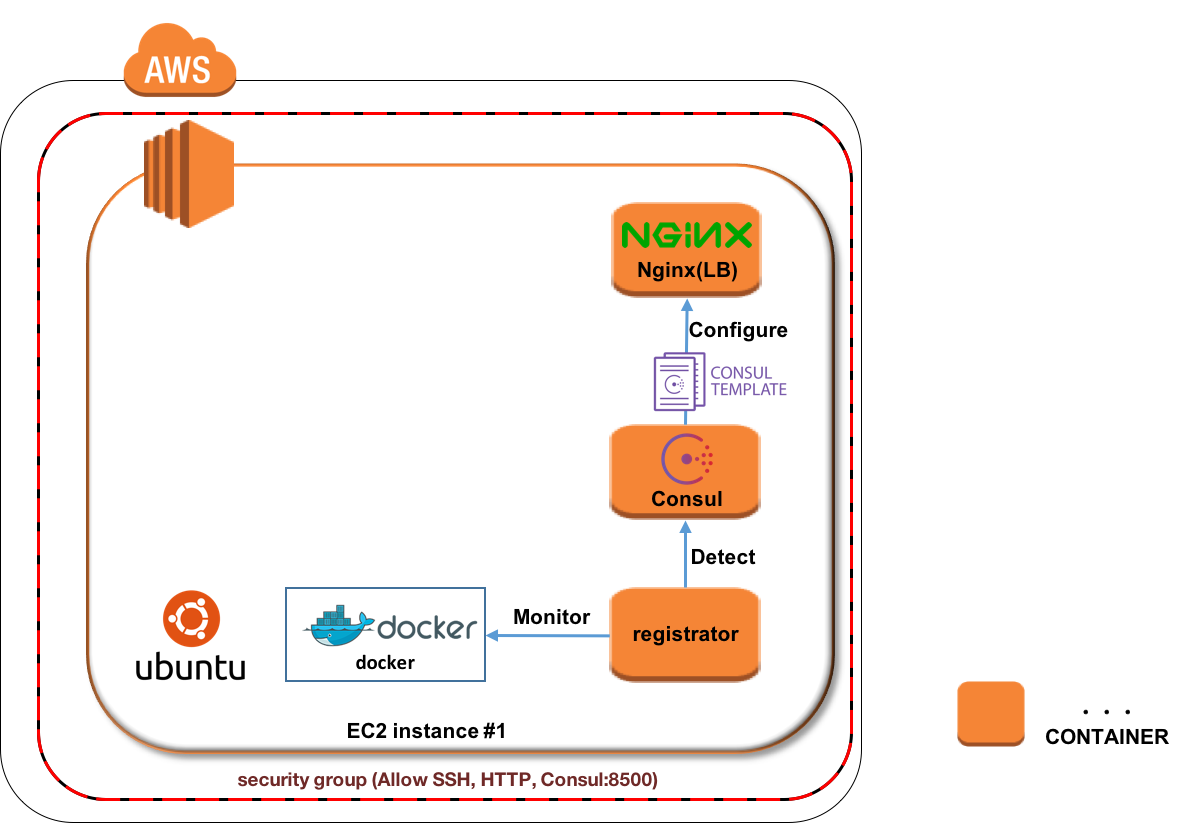 AWS
NGINX
Nginx(LB)
Configure
CONSUL
TEMPLATE
Consul
Detect
registrator
Monitor
docker
docker
ubuntu
EC2 instance #1
security group (Allow SSH, HTTP, Consul:8500)
. . .
CONTAINER